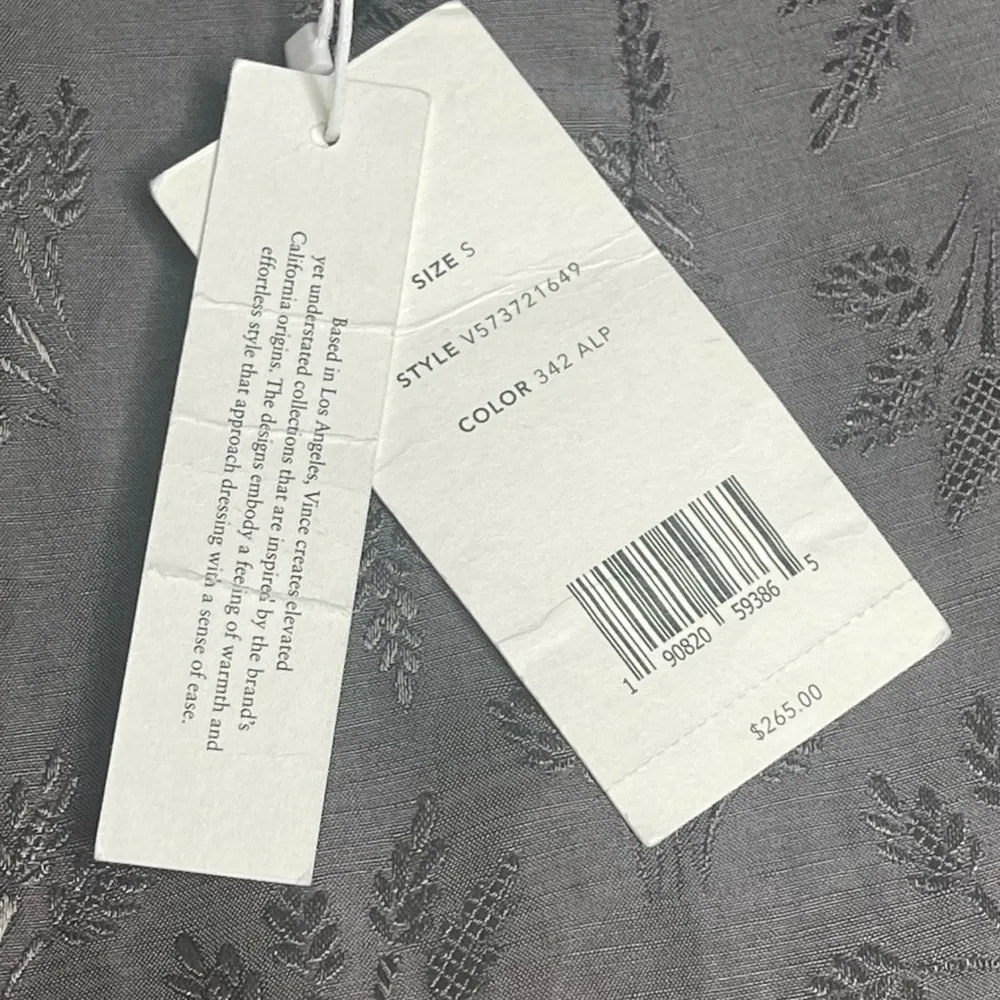 Based in Los Angeles, Vince creates elevated
yet understated collections that are inspired by the brand's
California origins. The designs embody a feeling of warmth and
effortless style that approach dressing with a sense of ease.
SIZE S
STYLE V573721649
COLOR 342 ALP
1 90820 59386 5
$265.00